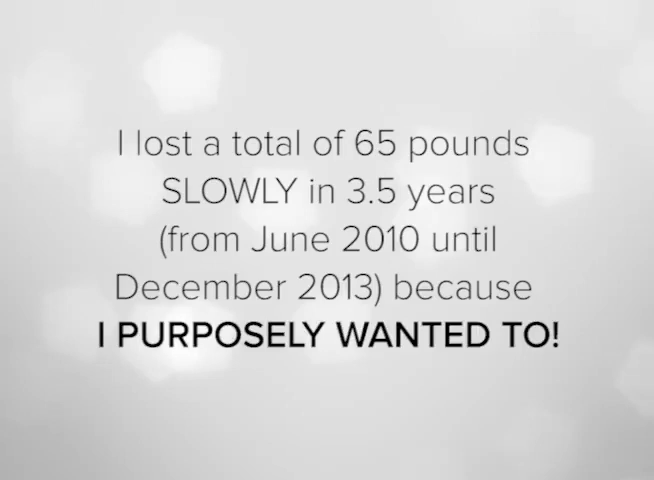 I lost a total of 65 pounds
SLOWLY in 3.5 years
(from June 2010 until
December 2013) because
I PURPOSELY WANTED TO!